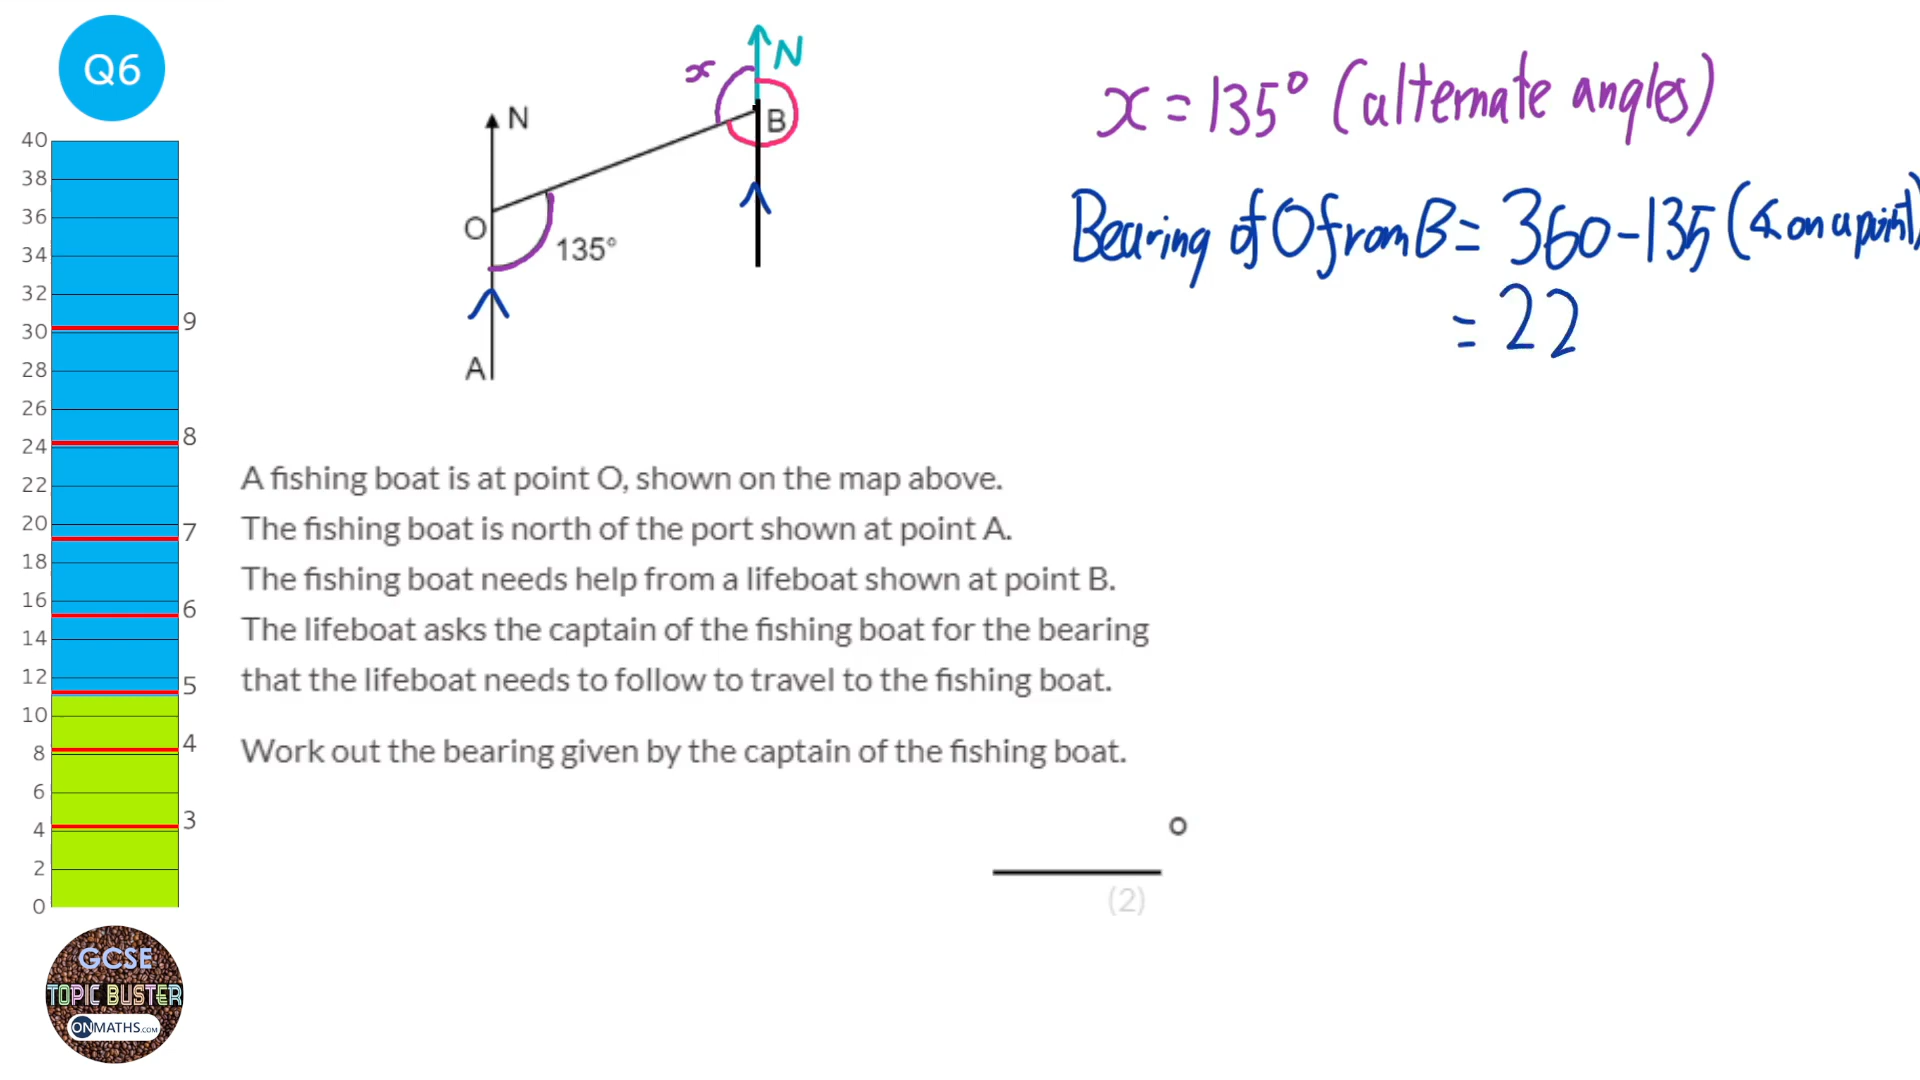 Q6
N
x
B
N
O
135°
A
x = 135° (alternate angles)
Bearing of O from B = 360 - 135 (∡ on a point)
= 22
40
38
36
34
32
30
28
26
24
22
20
18
16
14
12
10
8
6
4
2
0
9
8
7
6
5
4
3
A fishing boat is at point O, shown on the map above.
The fishing boat is north of the port shown at point A.
The fishing boat needs help from a lifeboat shown at point B.
The lifeboat asks the captain of the fishing boat for the bearing
that the lifeboat needs to follow to travel to the fishing boat.
Work out the bearing given by the captain of the fishing boat.
°
(2)
GCSE
TOPIC BUSTER
ONMATHS.COM